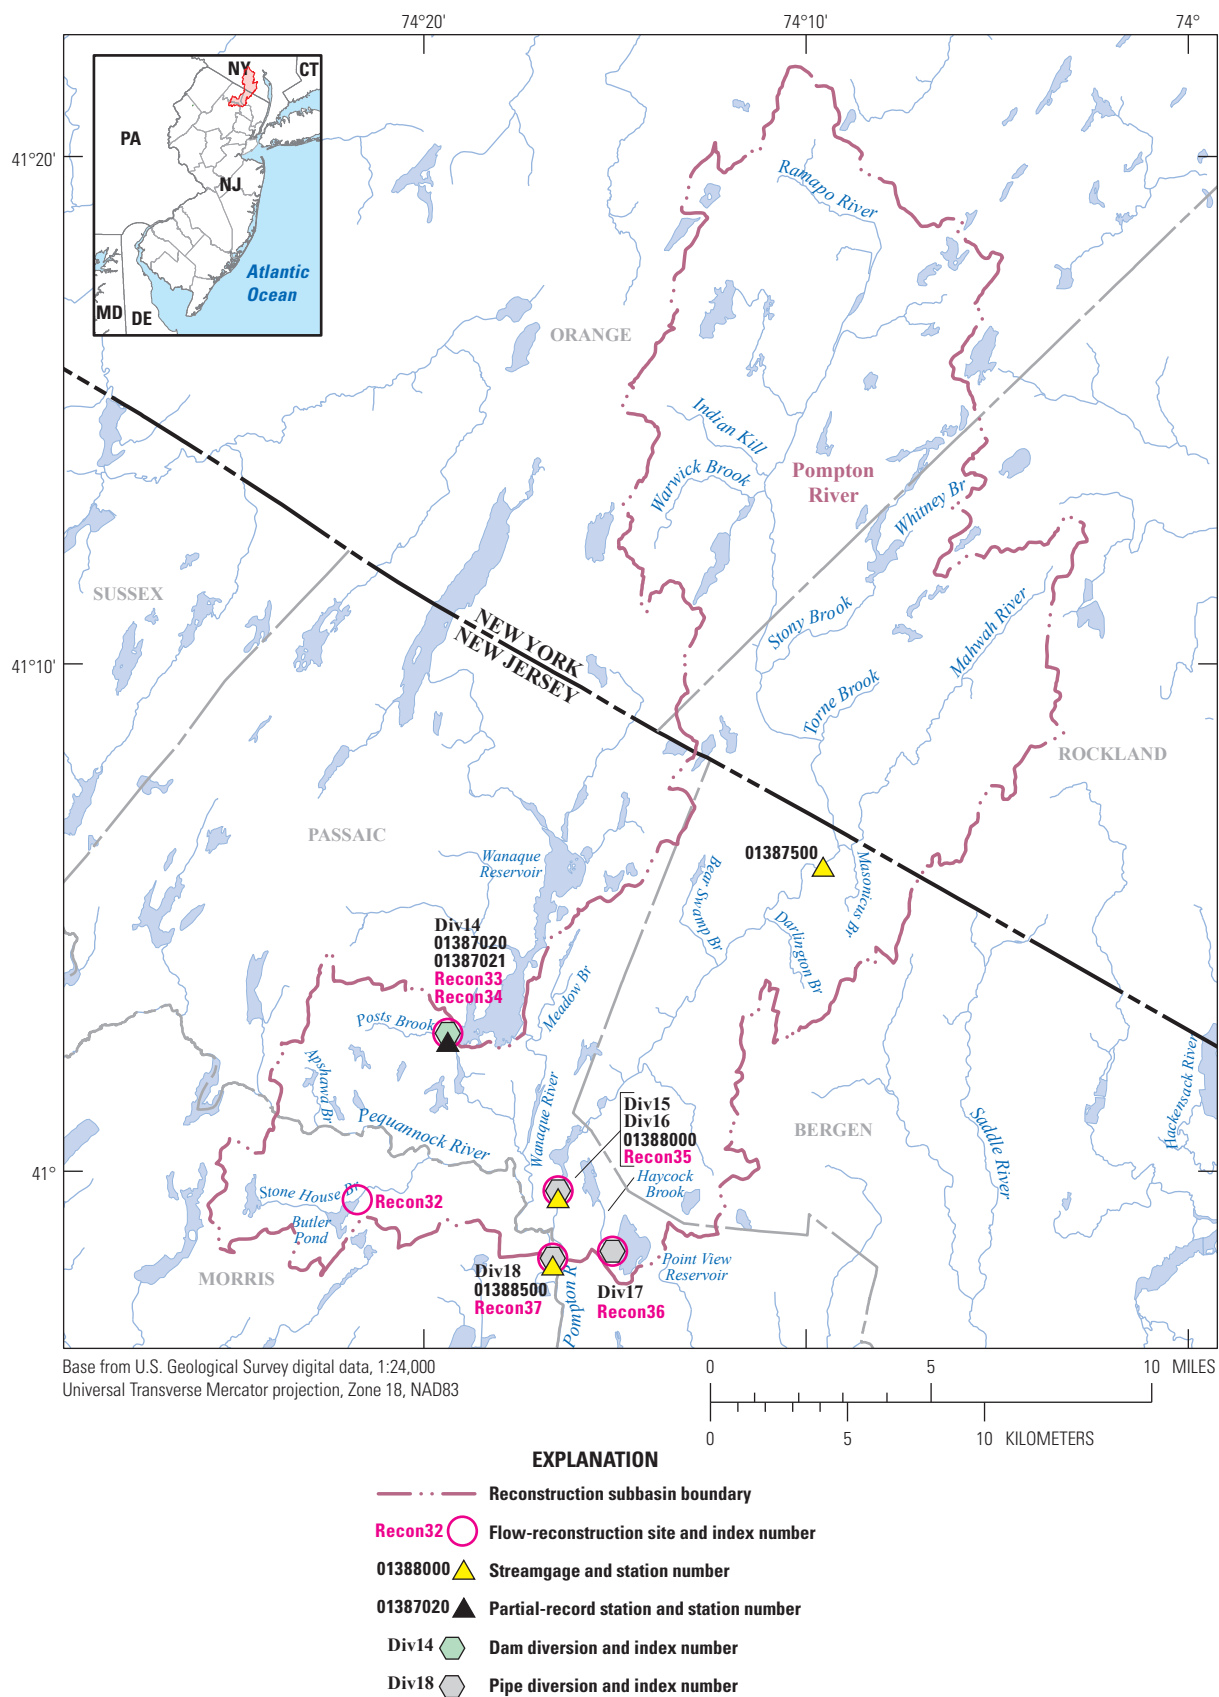 74°20'
74°10'
74°
41°20'
41°10'
41°
NY
CT
PA
NJ
Atlantic
Ocean
MD
DE
Ramapo River
ORANGE
Indian Kill
Warwick Brook
Pompton
River
Whitney Br
SUSSEX
NEW YORK
NEW JERSEY
Stony Brook
Mahwah River
Torne Brook
ROCKLAND
PASSAIC
Wanaque
Reservoir
01387500
Bear Swamp Br
Masonicus Br
Darlington Br
Div14
01387020
01387021
Recon33
Recon34
Posts Brook
Meadow Br
Apshawa Br
Pequannock River
Wanaque River
Div15
Div16
01388000
Recon35
BERGEN
Saddle River
Hackensack River
Haycock
Brook
Stone House Br
Recon32
Butler
Pond
MORRIS
Div18
01388500
Recon37
Pompton R
Div17
Recon36
Point View
Reservoir
Base from U.S. Geological Survey digital data, 1:24,000
Universal Transverse Mercator projection, Zone 18, NAD83
0 5 10 MILES
0 5 10 KILOMETERS
EXPLANATION
Reconstruction subbasin boundary
Recon32 Flow-reconstruction site and index number
01388000 Streamgage and station number
01387020 Partial-record station and station number
Div14 Dam diversion and index number
Div18 Pipe diversion and index number